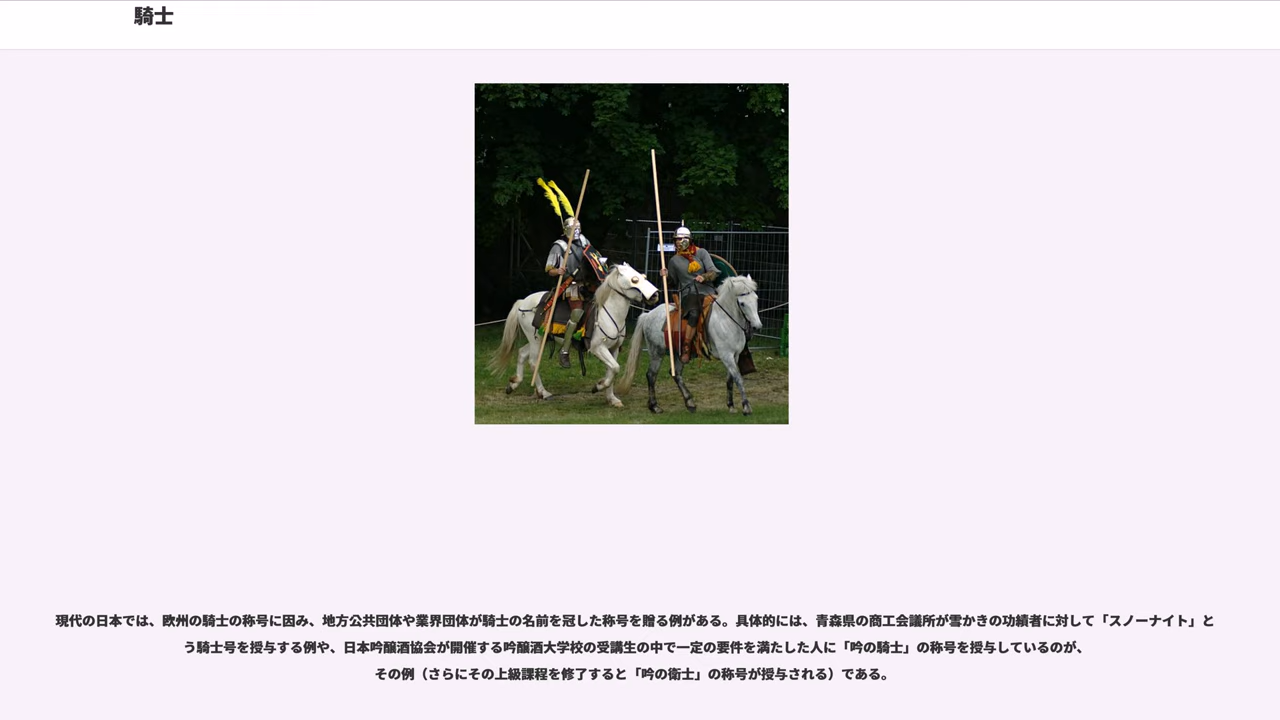 騎士
現代の日本では、欧州の騎士の称号に因み、地方公共団体や業界団体が騎士の名前を冠した称号を贈る例がある。具体的には、青森県の商工会議所が雪かきの功績者に対して「スノーナイト」と
う騎士号を授与する例や、日本吟醸酒協会が開催する吟醸酒大学校の受講生の中で一定の要件を満たした人に「吟の騎士」の称号を授与しているのが、
その例（さらにその上級課程を修了すると「吟の衛士」の称号が授与される）である。